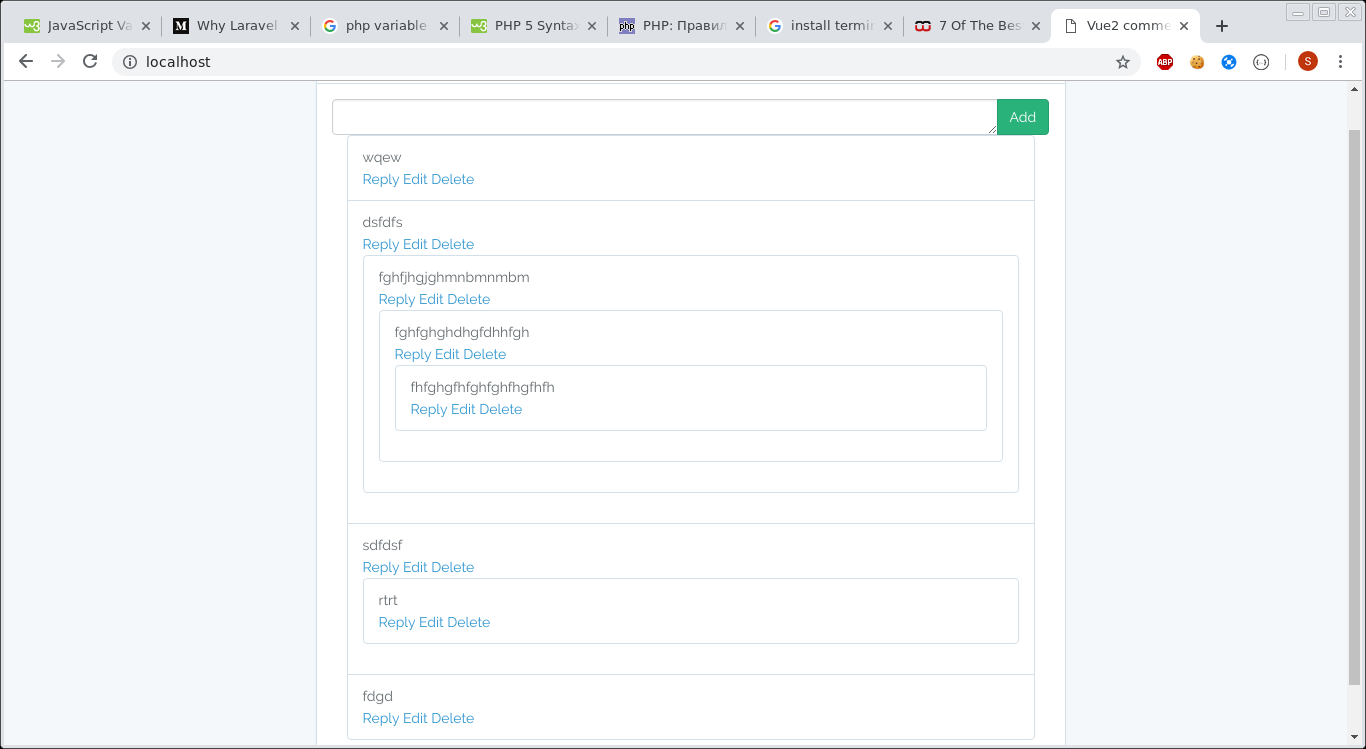 JavaScript Va
Why Laravel
php variable
PHP 5 Syntax
PHP: Правил
install termin
7 Of The Bes
Vue2 comme
localhost
ABP
S
Add
wqew
Reply Edit Delete
dsfdfs
Reply Edit Delete
fghfjhgjghmnbmnmbm
Reply Edit Delete
fghfghghdhgfdhhfgh
Reply Edit Delete
fhfghgfhfghfghfhgfhfh
Reply Edit Delete
sdfdsf
Reply Edit Delete
rtrt
Reply Edit Delete
fdgd
Reply Edit Delete